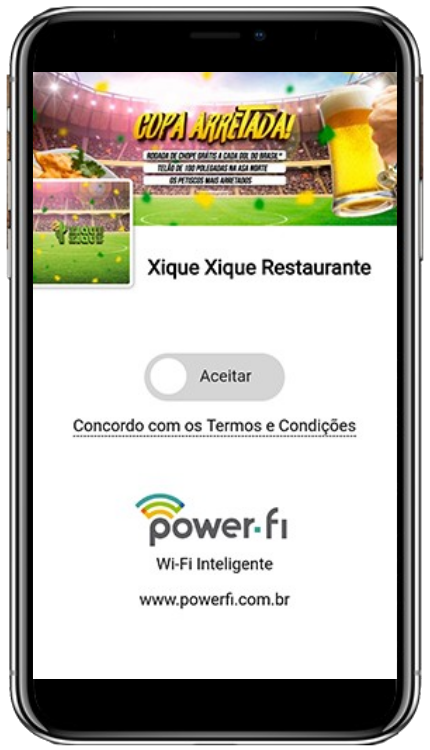 COPA ARRETADA!
RODADA DE CHOPE GRÁTIS A CADA GOL DO BRASIL*
TELÃO DE 100 POLEGADAS NA ASA NORTE
OS PETISCOS MAIS ARRETADOS
XIQUE
XIQUE
Xique Xique Restaurante
Aceitar
Concordo com os Termos e Condições
power-fi
Wi-Fi Inteligente
www.powerfi.com.br